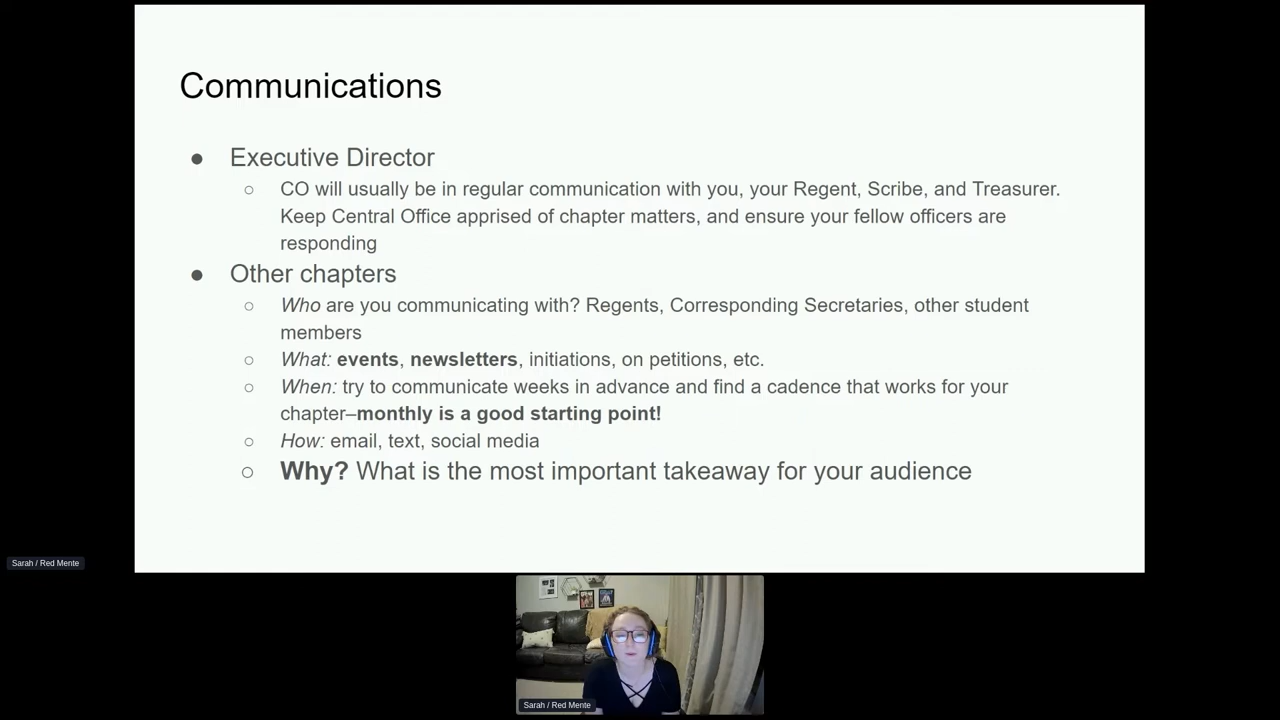 Communications
● Executive Director
○ CO will usually be in regular communication with you, your Regent, Scribe, and Treasurer.
Keep Central Office apprised of chapter matters, and ensure your fellow officers are
responding
● Other chapters
○ Who are you communicating with? Regents, Corresponding Secretaries, other student
members
○ What: events, newsletters, initiations, on petitions, etc.
○ When: try to communicate weeks in advance and find a cadence that works for your
chapter–monthly is a good starting point!
○ How: email, text, social media
○ Why? What is the most important takeaway for your audience
Sarah / Red Mente
Sarah / Red Mente